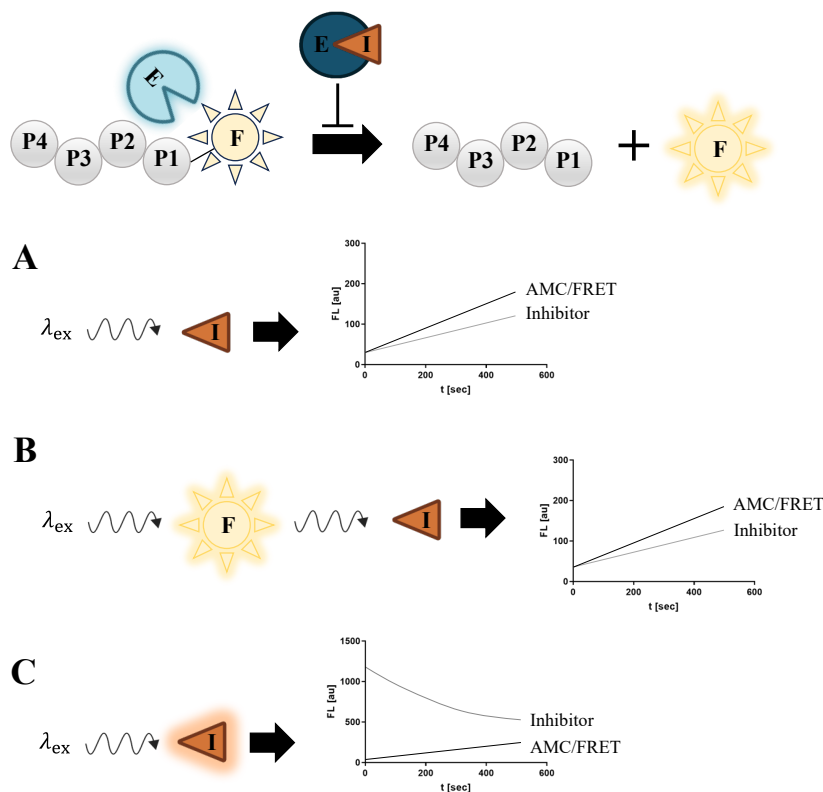 E I
E
P4 P3 P2 P1 F
P4 P3 P2 P1 + F
A
300
200
100
0
FL [au]
0 200 400 600
t [sec]
AMC/FRET
Inhibitor
λex I
B
300
200
100
0
FL [au]
0 200 400 600
t [sec]
AMC/FRET
Inhibitor
λex F I
C
1500
1000
500
0
FL [au]
0 200 400 600
t [sec]
Inhibitor
AMC/FRET
λex I